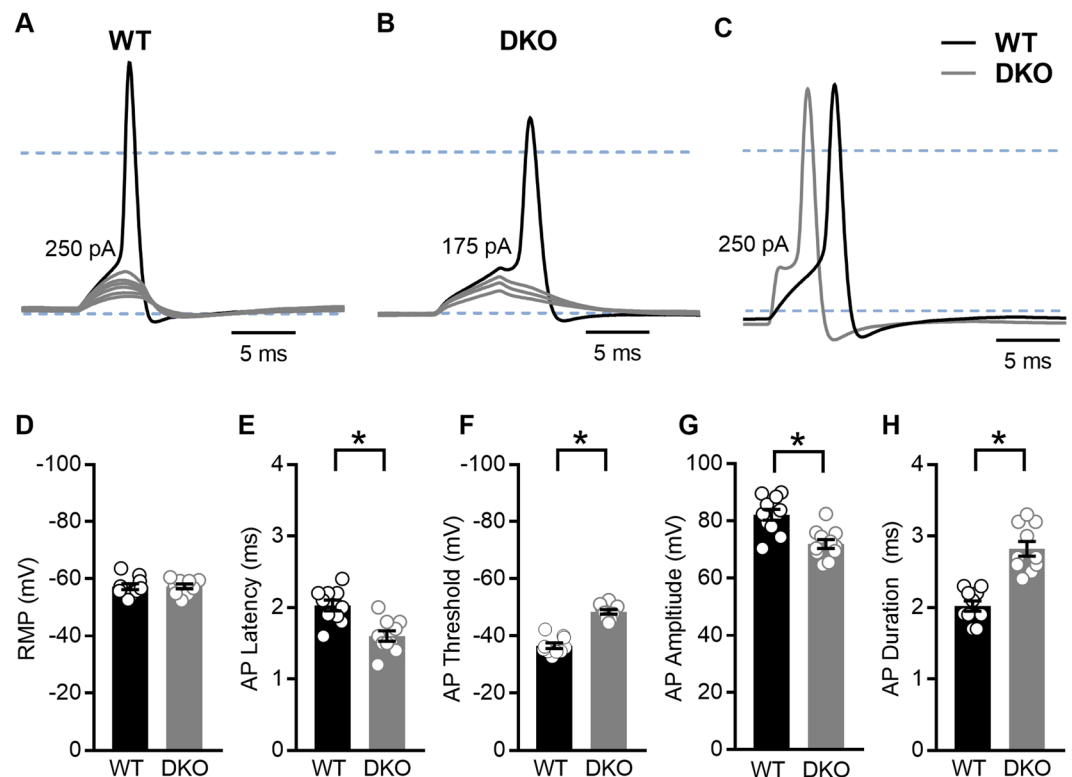 A
WT
250 pA
5 ms
B
DKO
175 pA
5 ms
C
WT
DKO
250 pA
5 ms
D
RMP (mV)
-100
-80
-60
-40
-20
0
WT DKO
E
AP Latency (ms)
4
3
2
1
0
WT DKO
*
F
AP Threshold (mV)
-100
-80
-60
-40
-20
0
WT DKO
*
G
AP Amplitiude (mV)
100
80
60
40
20
0
WT DKO
*
H
AP Duration (ms)
4
3
2
1
0
WT DKO
*